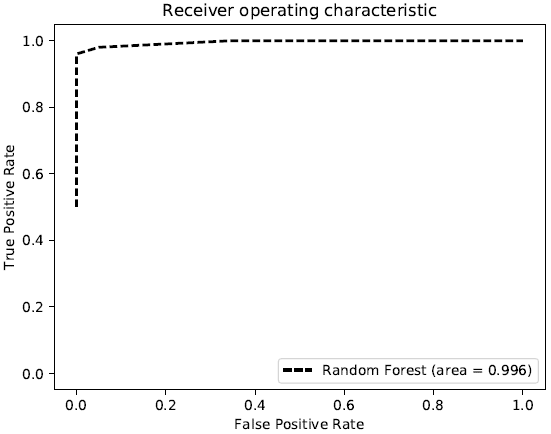 Receiver operating characteristic
1.0
0.8
0.6
0.4
0.2
0.0
True Positive Rate
Random Forest (area = 0.996)
0.0 0.2 0.4 0.6 0.8 1.0
False Positive Rate